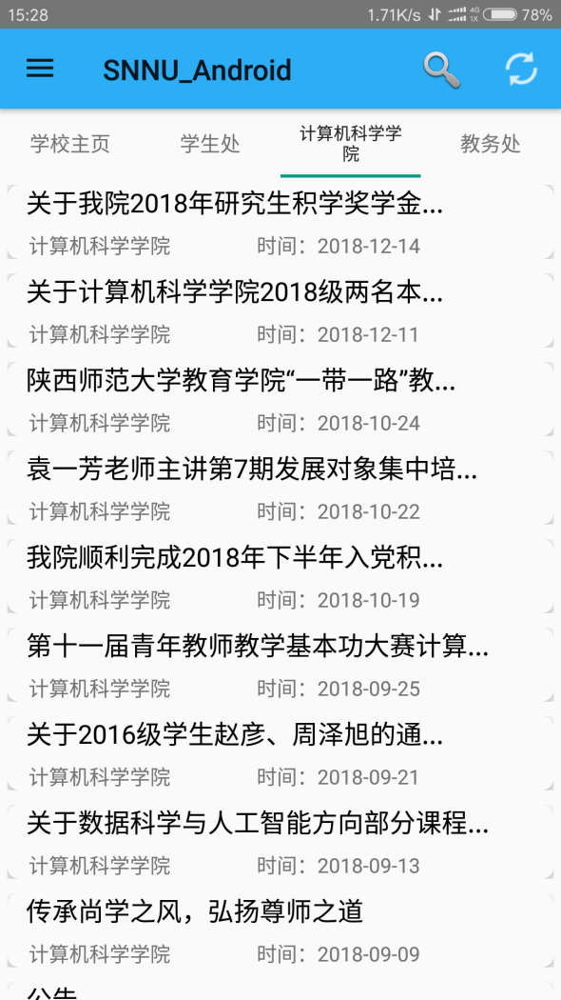 15:28 1.71K/s 4G 1X 78%
SNNU_Android
学校主页 学生处 计算机科学学 教务处
院
关于我院2018年研究生积学奖学金...
计算机科学学院 时间：2018-12-14
关于计算机科学学院2018级两名本...
计算机科学学院 时间：2018-12-11
陕西师范大学教育学院“一带一路”教...
计算机科学学院 时间：2018-10-24
袁一芳老师主讲第7期发展对象集中培...
计算机科学学院 时间：2018-10-22
我院顺利完成2018年下半年入党积...
计算机科学学院 时间：2018-10-19
第十一届青年教师教学基本功大赛计算...
计算机科学学院 时间：2018-09-25
关于2016级学生赵彦、周泽旭的通...
计算机科学学院 时间：2018-09-21
关于数据科学与人工智能方向部分课程...
计算机科学学院 时间：2018-09-13
传承尚学之风，弘扬尊师之道
计算机科学学院 时间：2018-09-09
公告